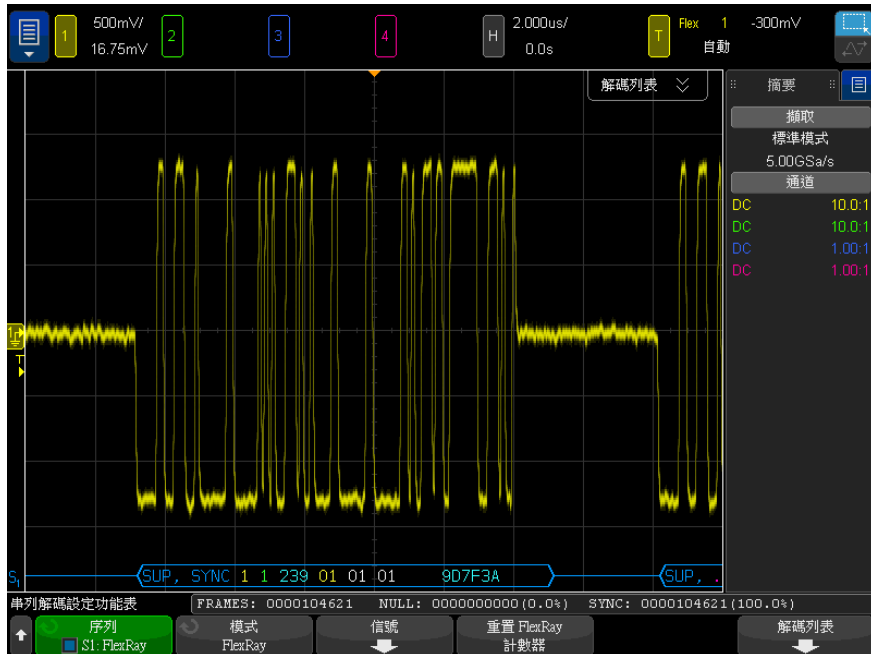 500mV/
16.75mV
1
2
3
4
H
2.000us/
0.0s
T
Flex 1 -300mV
自動
解碼列表
摘要
擷取
標準模式
5.00GSa/s
通道
DC 10.0:1
DC 10.0:1
DC 1.00:1
DC 1.00:1
1
T
S1 SUP, SYNC 1 1 239 01 01 01 9D7F3A SUP, .
串列解碼設定功能表 FRAMES: 0000104621 NULL: 0000000000(0.0%) SYNC: 0000104621(100.0%)
序列 模式 信號 重置 FlexRay 解碼列表
S1: FlexRay FlexRay 計數器